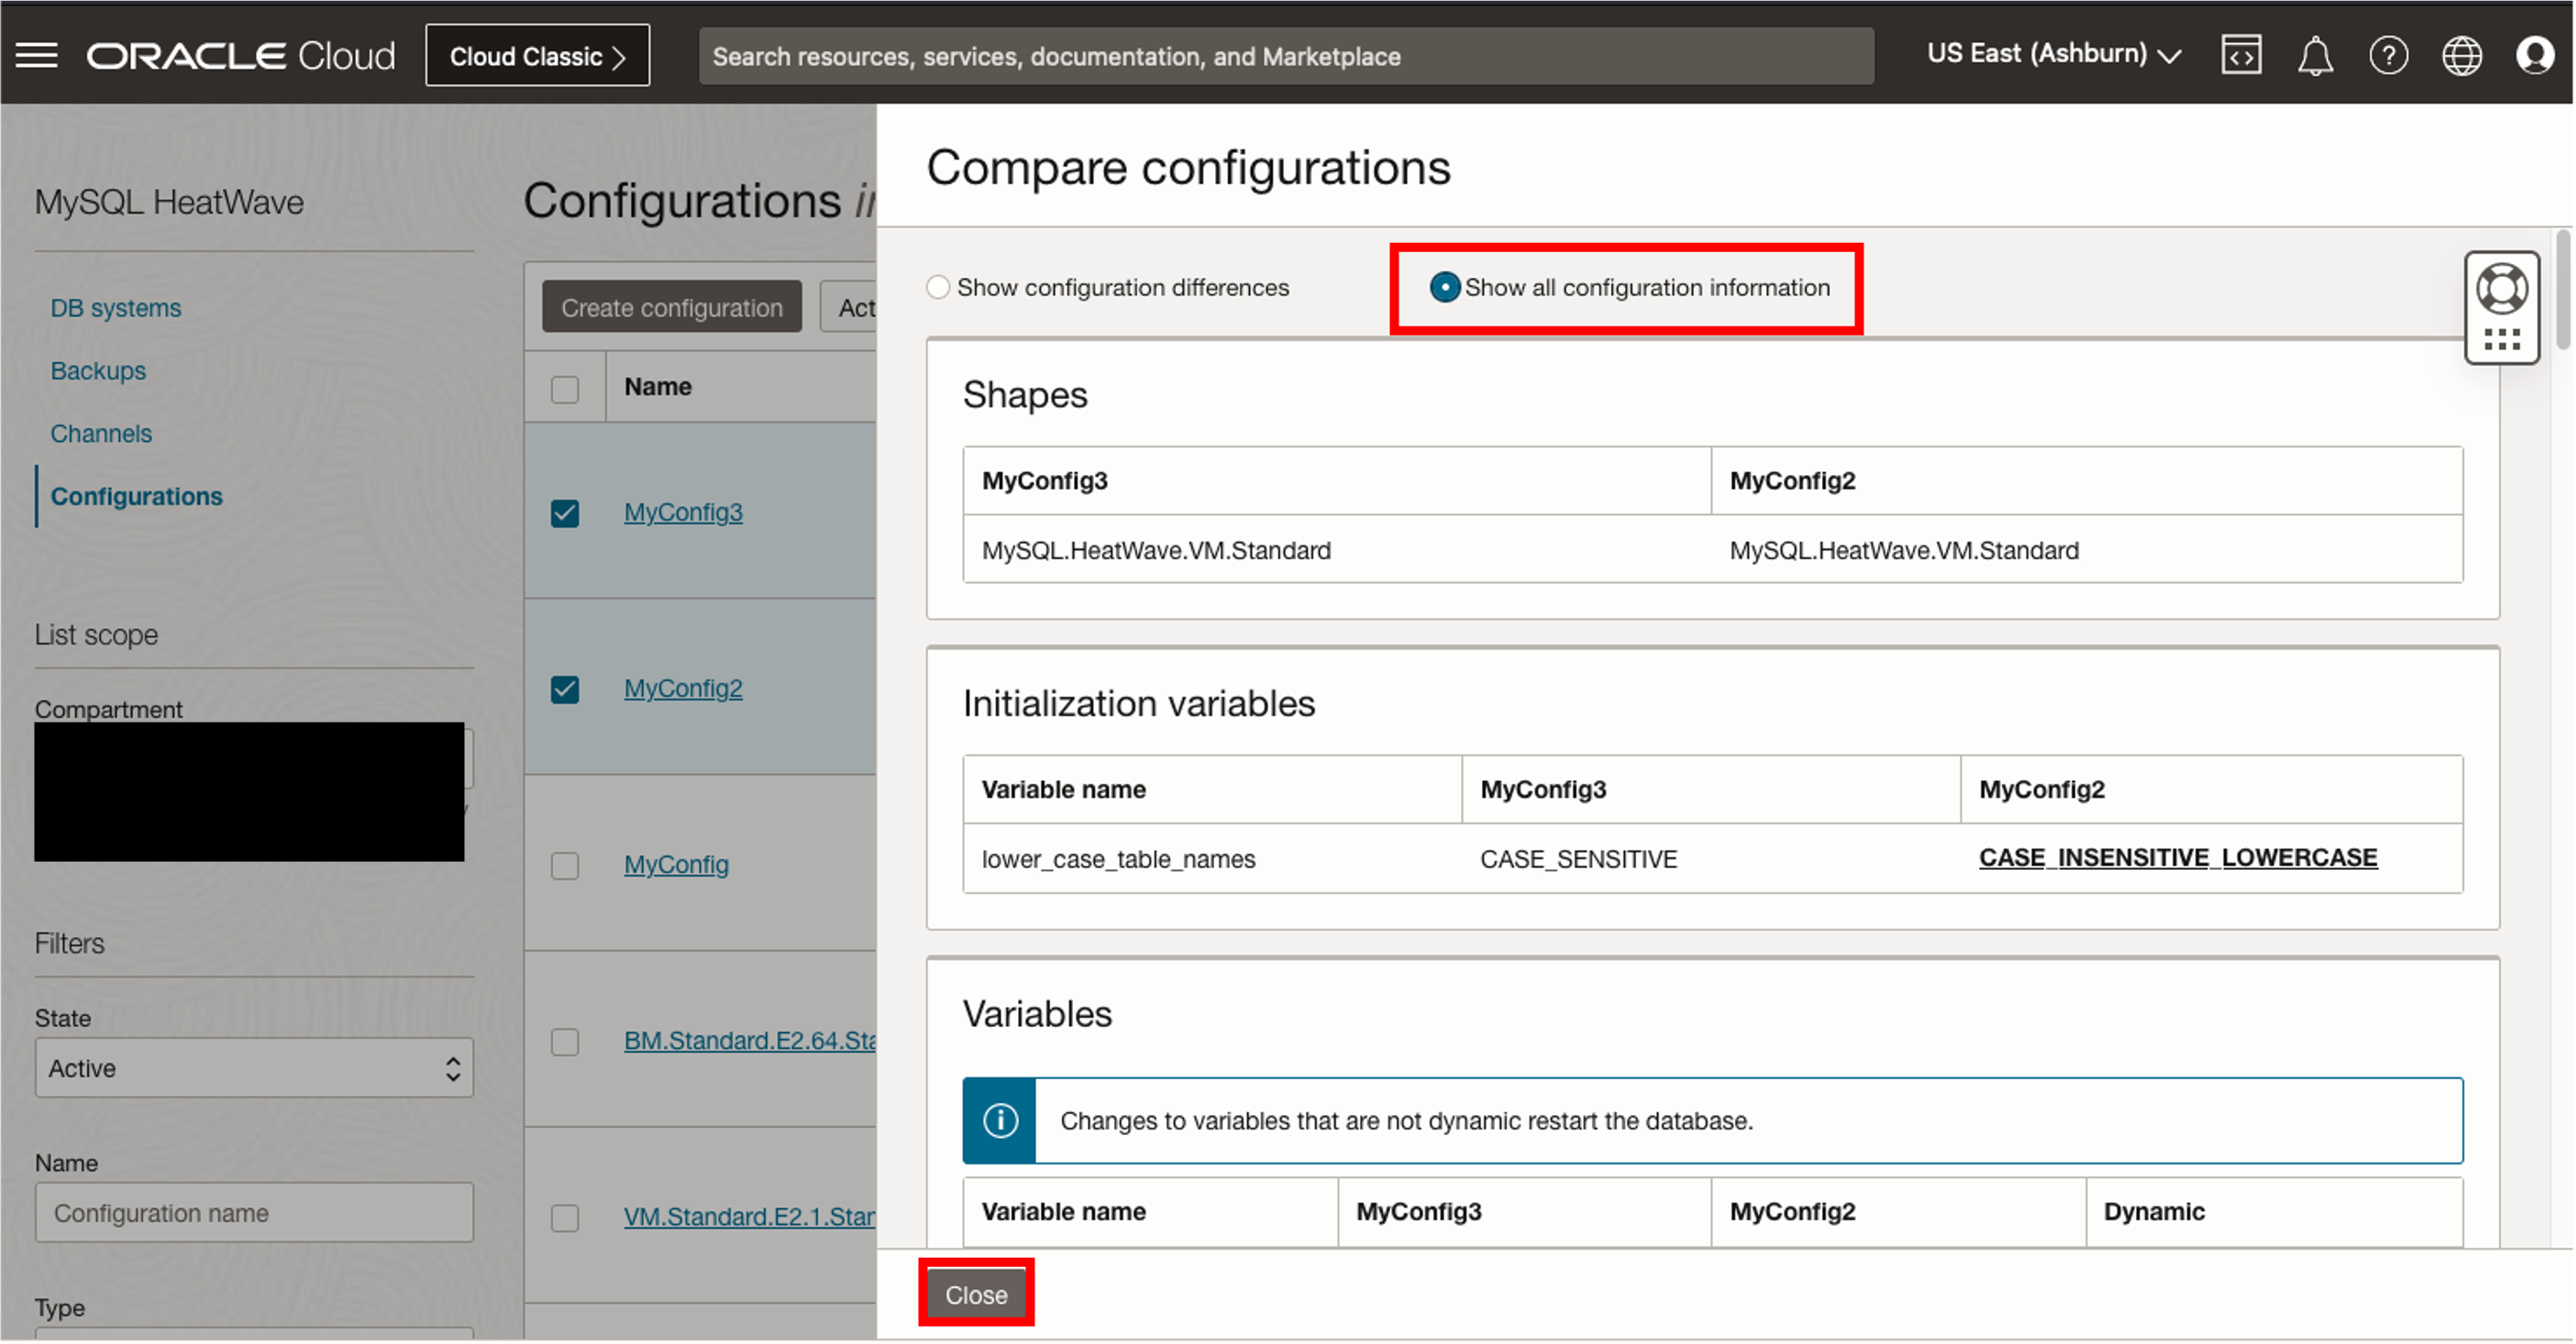 ORACLE Cloud
Cloud Classic
Search resources, services, documentation, and Marketplace
US East (Ashburn)
MySQL HeatWave
DB systems
Backups
Channels
Configurations
List scope
Compartment
Filters
State
Active
Name
Configuration name
Type
Configurations
Create configuration
Act
Name
MyConfig3
MyConfig2
MyConfig
BM.Standard.E2.64.Sta
VM.Standard.E2.1.Stan
Compare configurations
Show configuration differences
Show all configuration information
Shapes
MyConfig3 MyConfig2
MySQL.HeatWave.VM.Standard MySQL.HeatWave.VM.Standard
Initialization variables
Variable name MyConfig3 MyConfig2
lower_case_table_names CASE_SENSITIVE CASE_INSENSITIVE_LOWERCASE
Variables
Changes to variables that are not dynamic restart the database.
Variable name MyConfig3 MyConfig2 Dynamic
Close